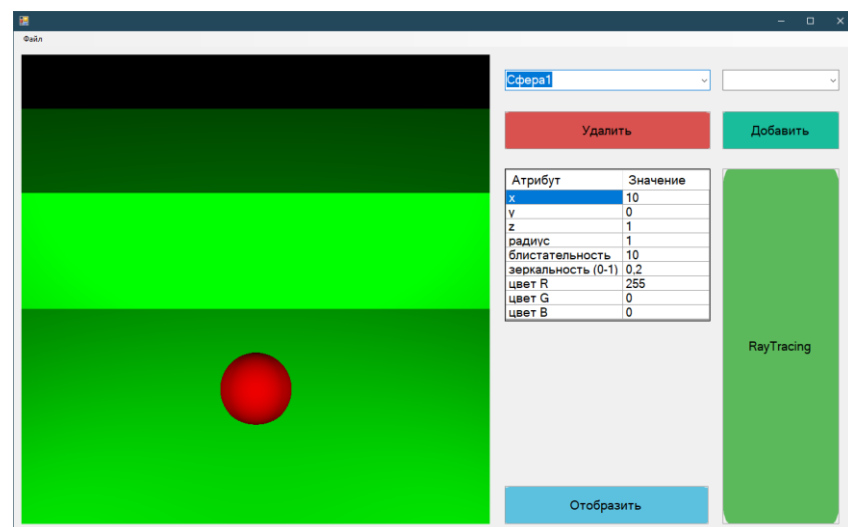 Файл
Сфера1
Удалить Добавить
Атрибут Значение
x 10
y 0
z 1
радиус 1
блистательность 10
зеркальность (0-1) 0,2
цвет R 255
цвет G 0
цвет B 0
RayTracing
Отобразить